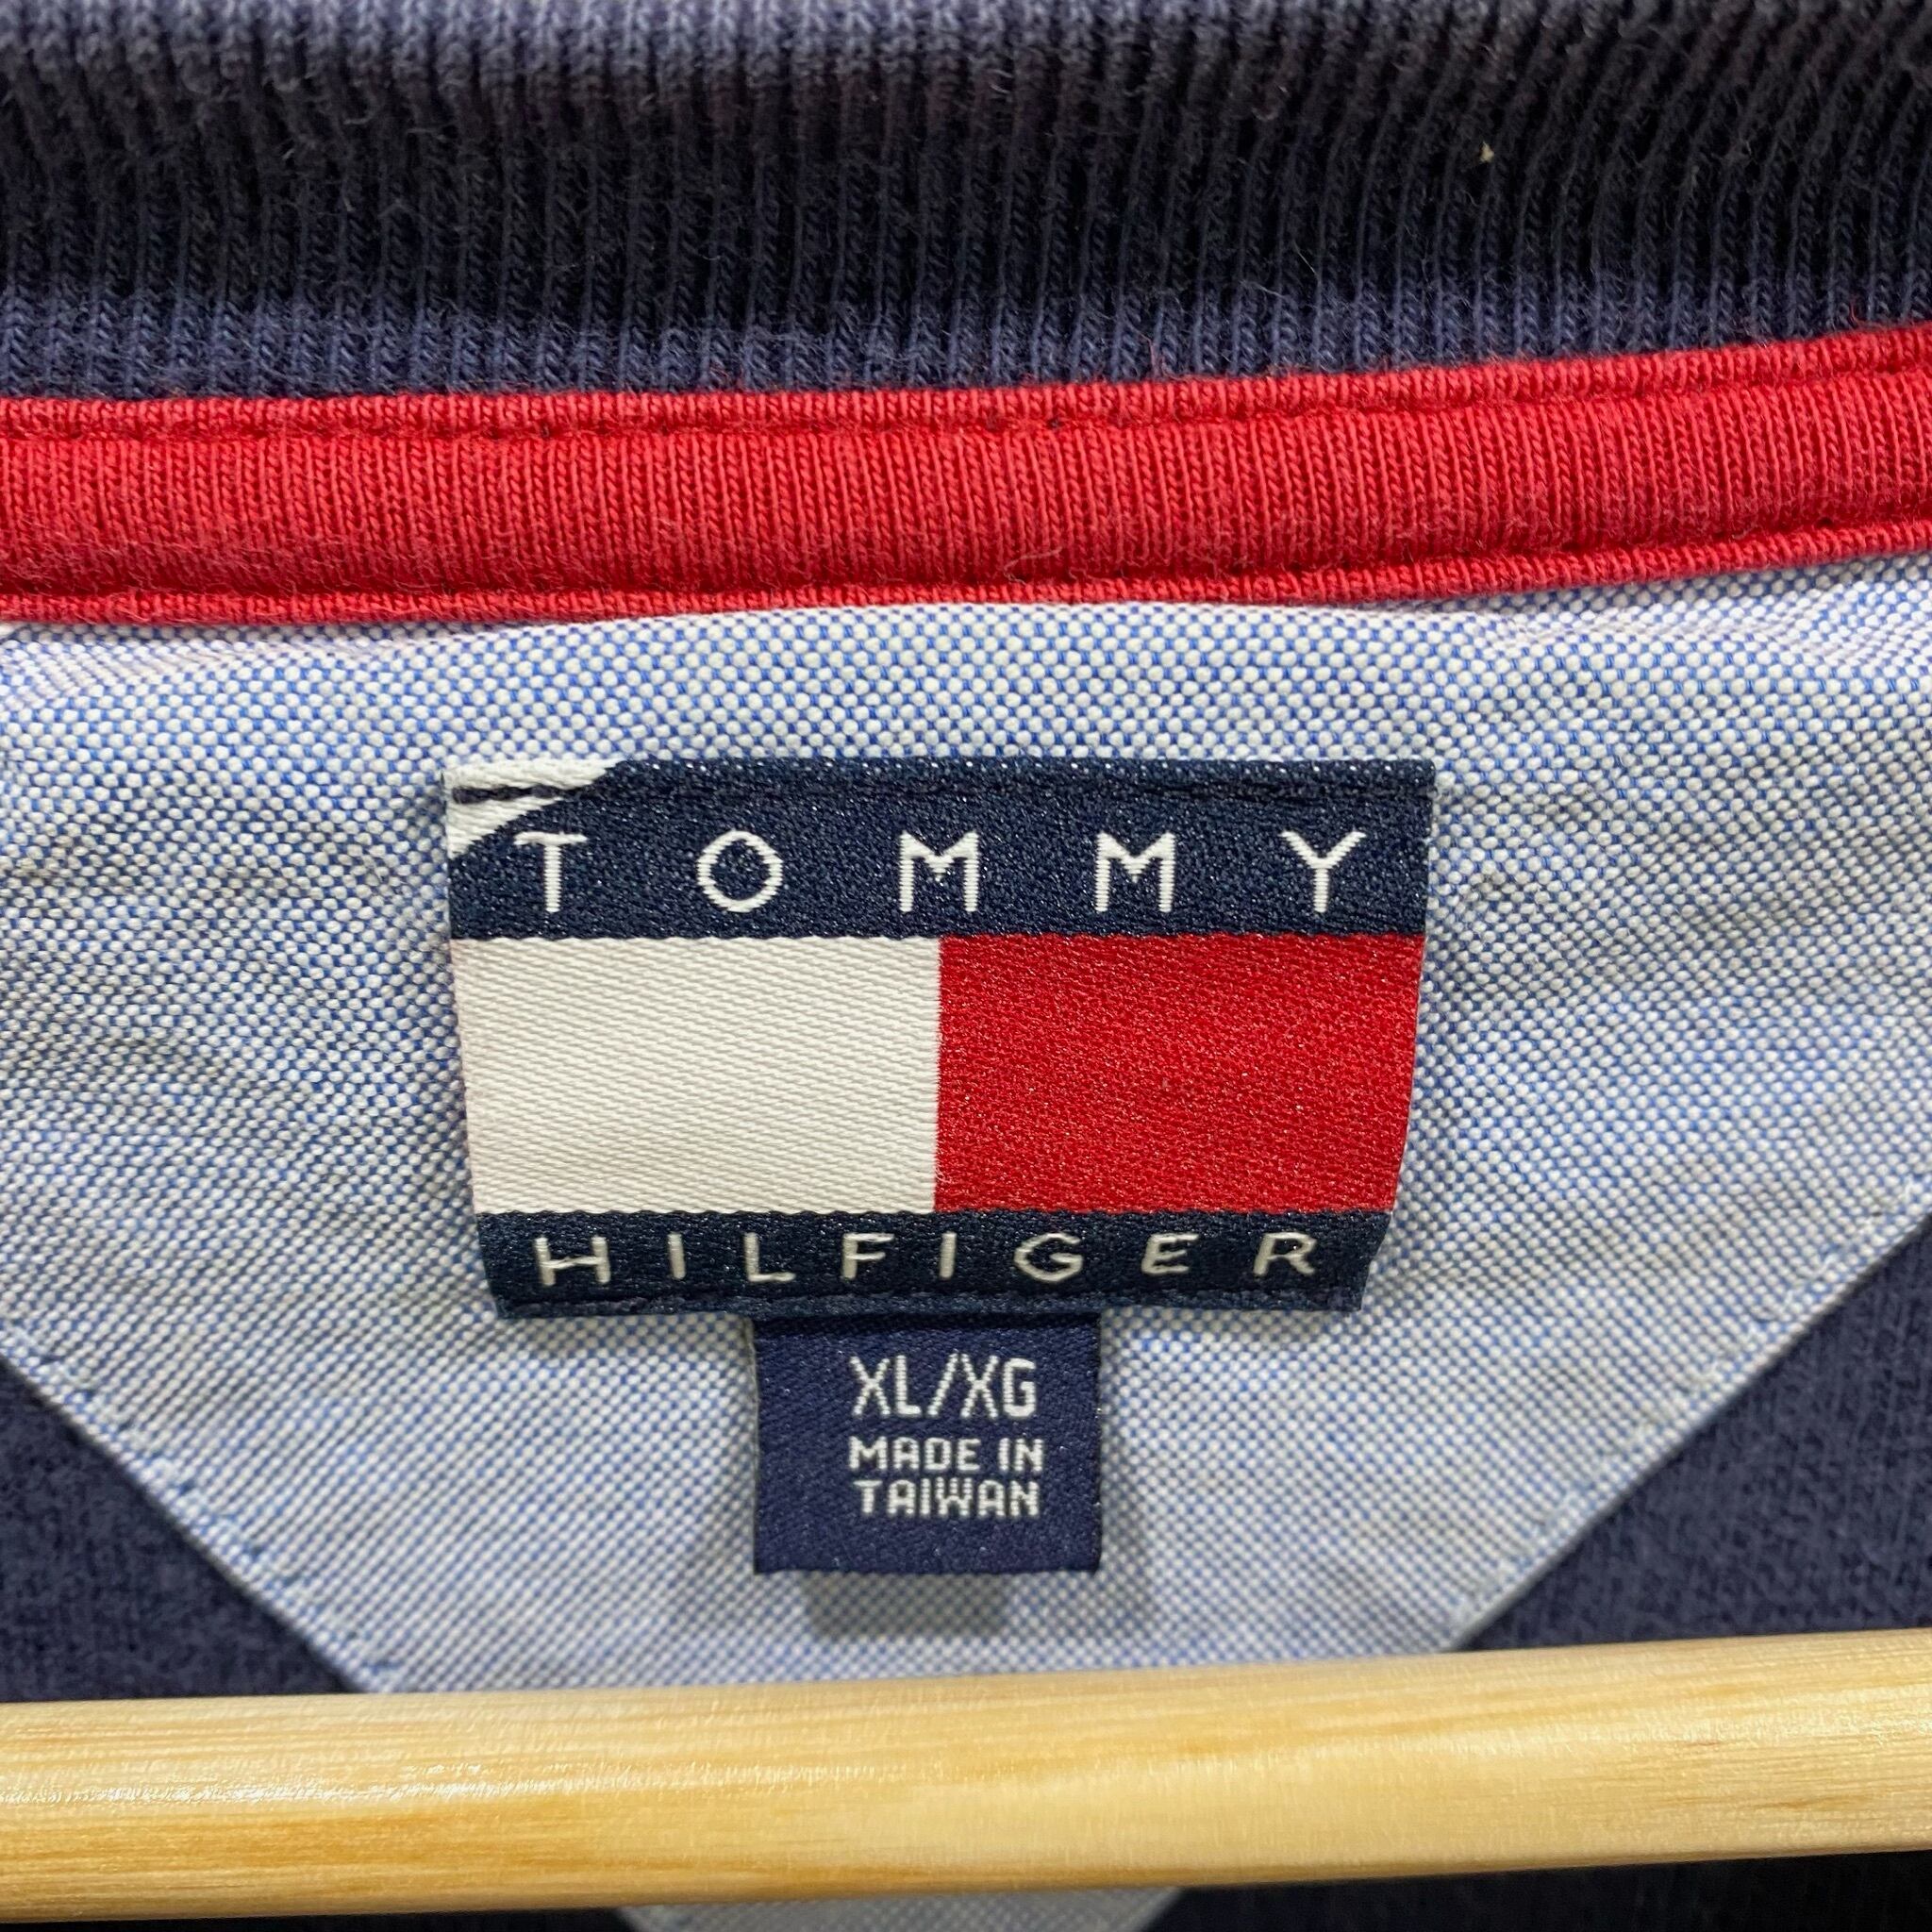 TOMMY
HILFIGER
XL/XG
MADE IN
TAIWAN